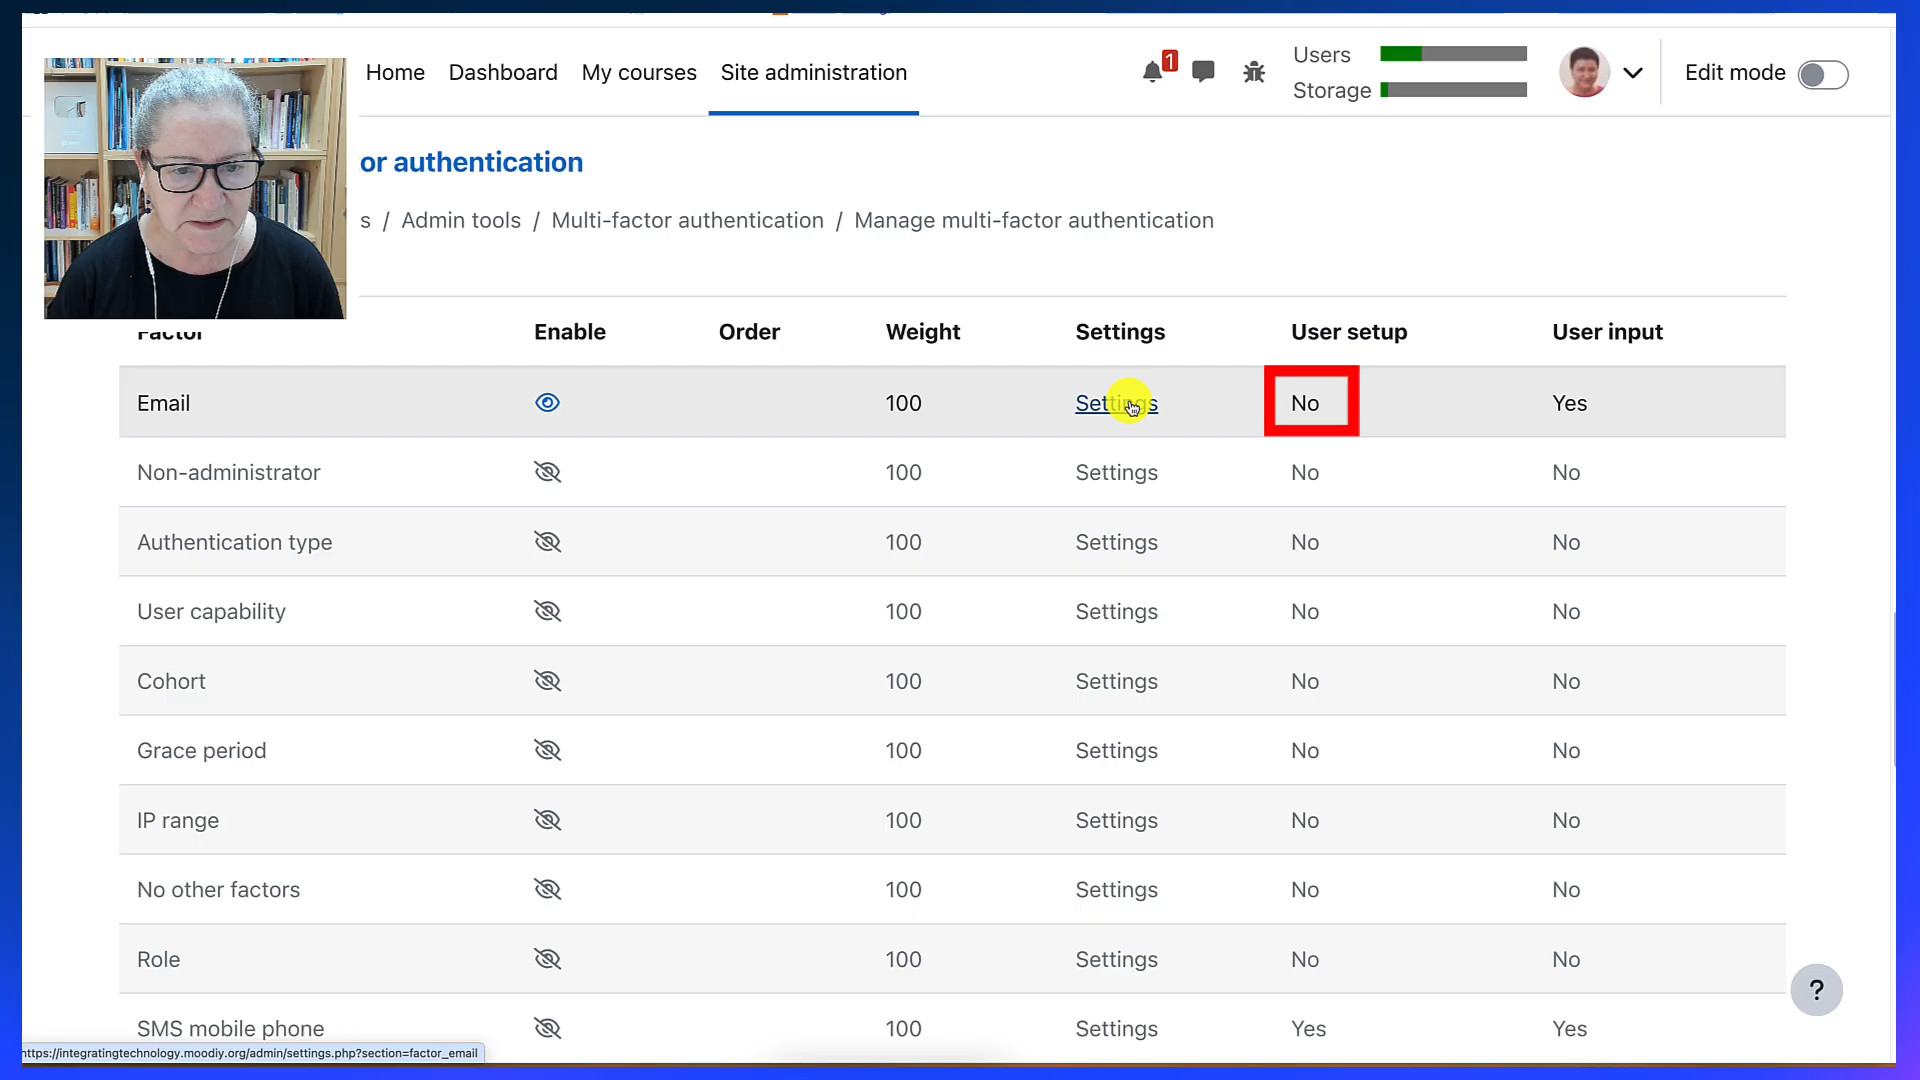 Home Dashboard My courses Site administration 1 Users Storage Edit mode
or authentication
s / Admin tools / Multi-factor authentication / Manage multi-factor authentication
Factor Enable Order Weight Settings User setup User input
Email 100 Settings No Yes
Non-administrator 100 Settings No No
Authentication type 100 Settings No No
User capability 100 Settings No No
Cohort 100 Settings No No
Grace period 100 Settings No No
IP range 100 Settings No No
No other factors 100 Settings No No
Role 100 Settings No No
?
SMS mobile phone 100 Settings Yes Yes
https://integratingtechnology.moodiy.org/admin/settings.php?section=factor_email